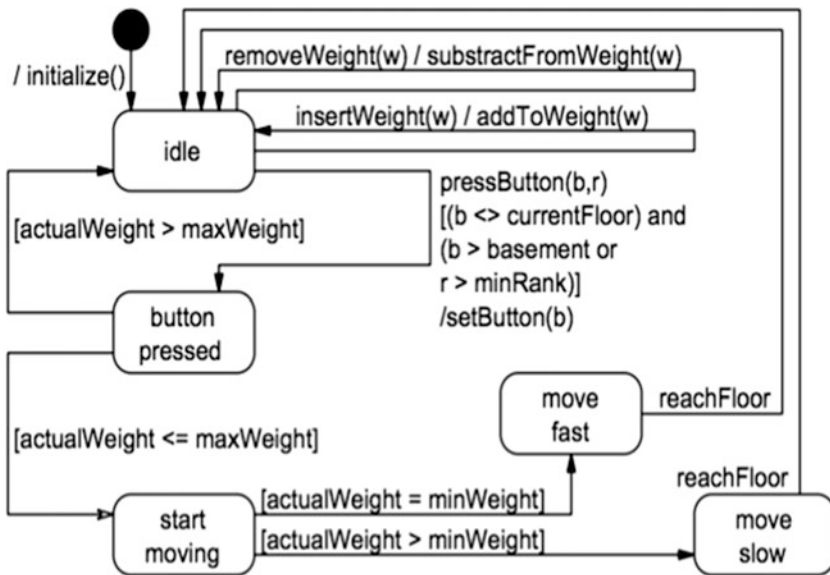 / initialize()
removeWeight(w) / substractFromWeight(w)
insertWeight(w) / addToWeight(w)
idle
pressButton(b,r)
[(b <> currentFloor) and
(b > basement or
r > minRank)]
/setButton(b)
[actualWeight > maxWeight]
button
pressed
[actualWeight <= maxWeight]
move
fast
reachFloor
reachFloor
start
moving
[actualWeight = minWeight]
[actualWeight > minWeight]
move
slow